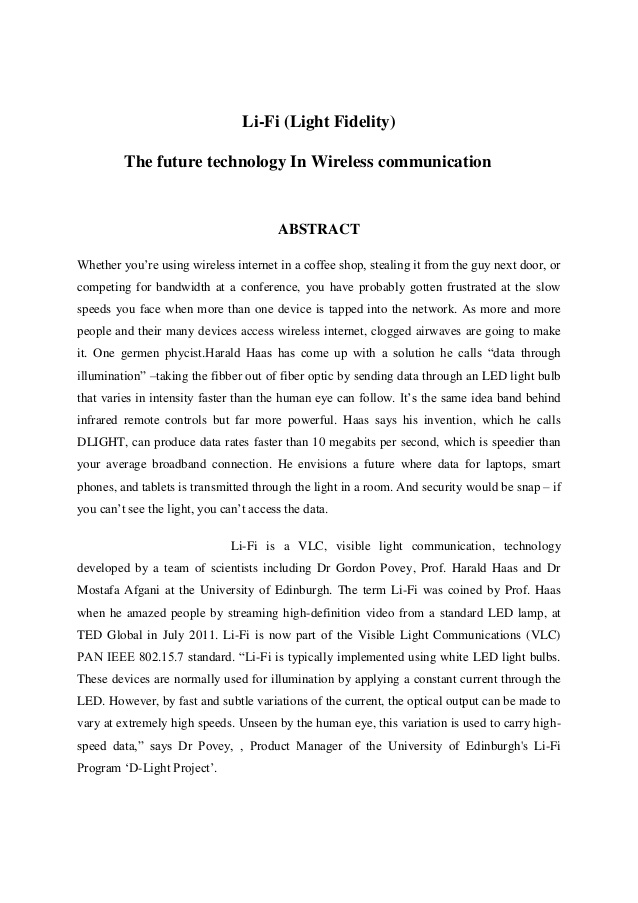 Li-Fi (Light Fidelity)
The future technology In Wireless communication
ABSTRACT
Whether you’re using wireless internet in a coffee shop, stealing it from the guy next door, or
competing for bandwidth at a conference, you have probably gotten frustrated at the slow
speeds you face when more than one device is tapped into the network. As more and more
people and their many devices access wireless internet, clogged airwaves are going to make
it. One germen phycist.Harald Haas has come up with a solution he calls “data through
illumination” –taking the fibber out of fiber optic by sending data through an LED light bulb
that varies in intensity faster than the human eye can follow. It’s the same idea band behind
infrared remote controls but far more powerful. Haas says his invention, which he calls
DLIGHT, can produce data rates faster than 10 megabits per second, which is speedier than
your average broadband connection. He envisions a future where data for laptops, smart
phones, and tablets is transmitted through the light in a room. And security would be snap – if
you can’t see the light, you can’t access the data.
Li-Fi is a VLC, visible light communication, technology
developed by a team of scientists including Dr Gordon Povey, Prof. Harald Haas and Dr
Mostafa Afgani at the University of Edinburgh. The term Li-Fi was coined by Prof. Haas
when he amazed people by streaming high-definition video from a standard LED lamp, at
TED Global in July 2011. Li-Fi is now part of the Visible Light Communications (VLC)
PAN IEEE 802.15.7 standard. “Li-Fi is typically implemented using white LED light bulbs.
These devices are normally used for illumination by applying a constant current through the
LED. However, by fast and subtle variations of the current, the optical output can be made to
vary at extremely high speeds. Unseen by the human eye, this variation is used to carry high-
speed data,” says Dr Povey, , Product Manager of the University of Edinburgh's Li-Fi
Program ‘D-Light Project’.